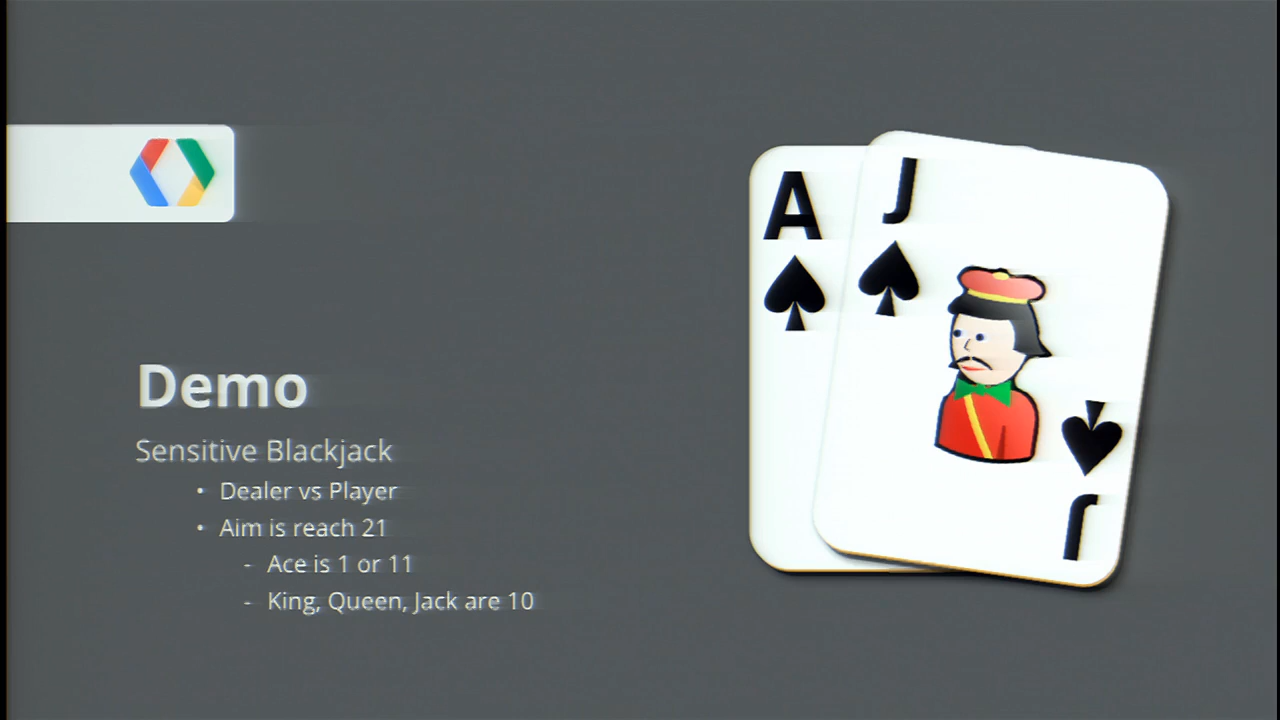 Demo
Sensitive Blackjack
• Dealer vs Player
• Aim is reach 21
- Ace is 1 or 11
- King, Queen, Jack are 10
A
J
J